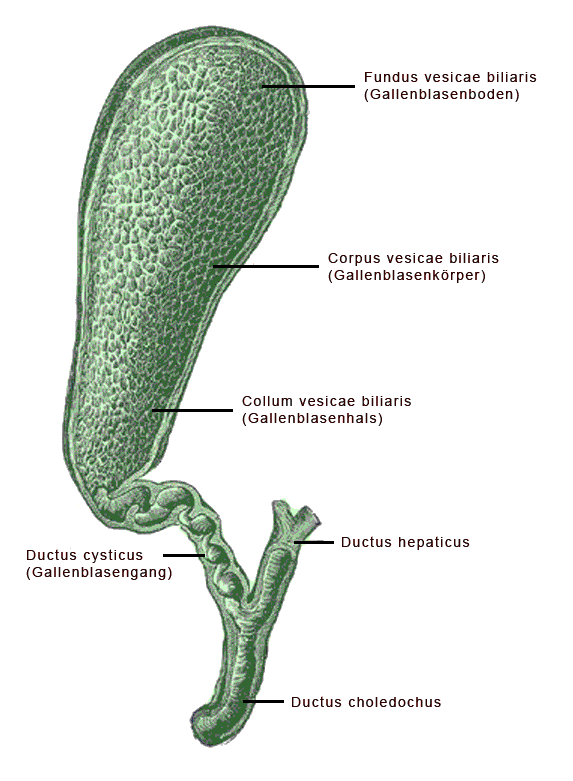 Fundus vesicae biliaris
(Gallenblasenboden)
Corpus vesicae biliaris
(Gallenblasenkörper)
Collum vesicae biliaris
(Gallenblasenhals)
Ductus hepaticus
Ductus cysticus
(Gallenblasengang)
Ductus choledochus